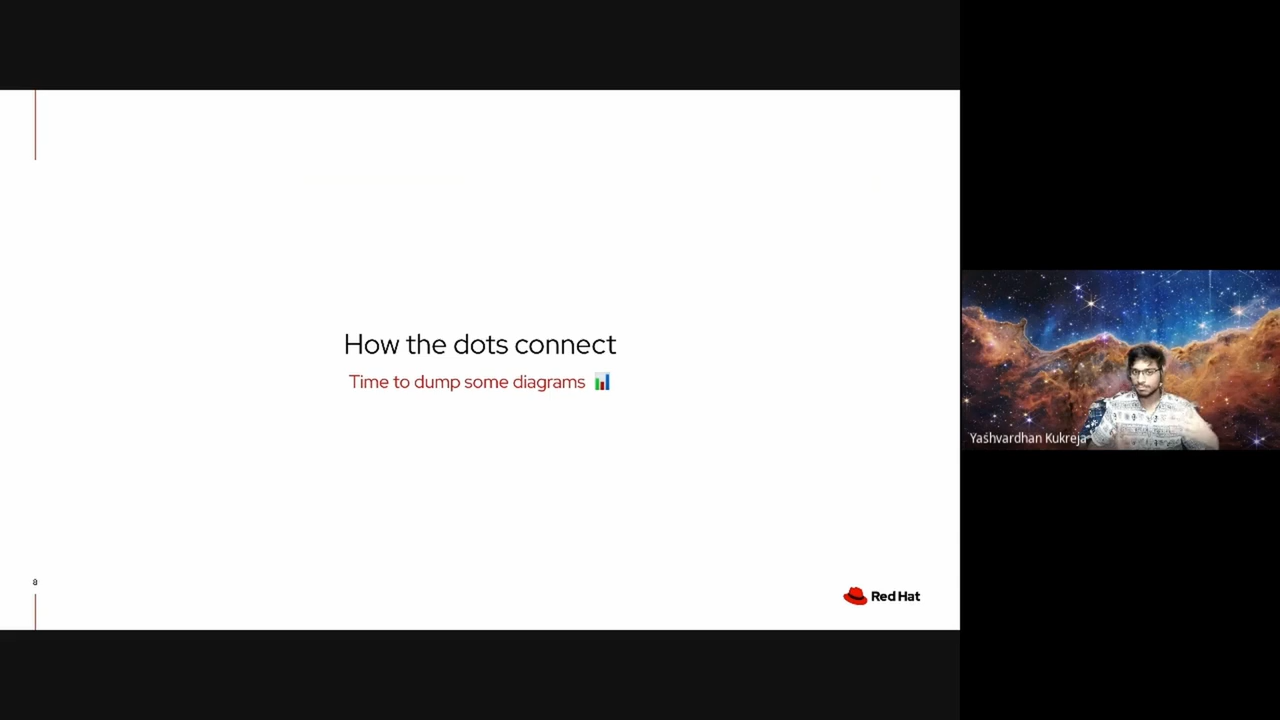 How the dots connect
Time to dump some diagrams 📊
Yashvardhan Kukreja
8
Red Hat